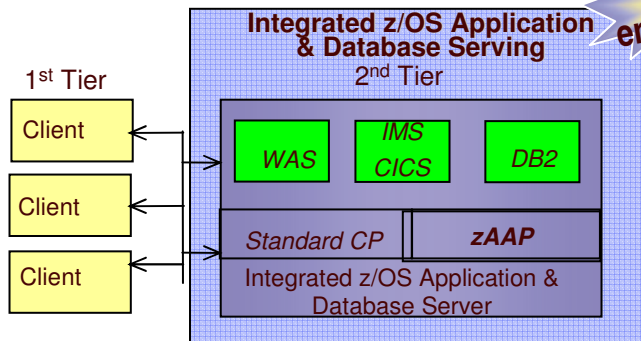 Integrated z/OS Application
& Database Serving
1st Tier
2nd Tier
Client
Client
Client
WAS
IMS
CICS
DB2
Standard CP
zAAP
Integrated z/OS Application &
Database Server